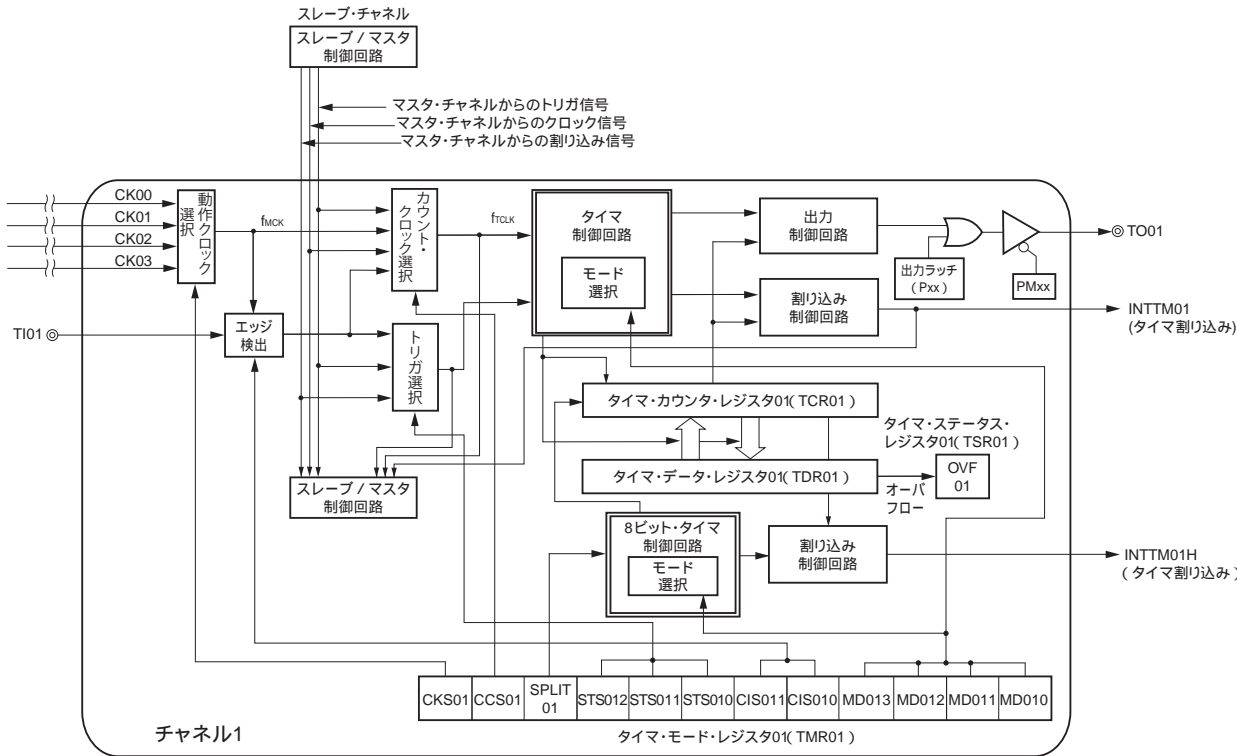 スレーブ・チャネル
スレーブ / マスタ
制御回路
マスタ・チャネルからのトリガ信号
マスタ・チャネルからのクロック信号
マスタ・チャネルからの割り込み信号
CK00
CK01
CK02
CK03
動作クロック
選択
fMCK
カウント・
クロック選択
fTCLK
タイマ
制御回路
モード
選択
出力
制御回路
出力ラッチ
(Pxx)
PMxx
TO01
割り込み
制御回路
INTTM01
(タイマ割り込み)
TI01
エッジ
検出
トリガ選択
タイマ・カウンタ・レジスタ01(TCR01)
タイマ・ステータス・
レジスタ01(TSR01)
タイマ・データ・レジスタ01(TDR01)
オーバ
フロー
OVF
01
スレーブ / マスタ
制御回路
8ビット・タイマ
制御回路
モード
選択
割り込み
制御回路
INTTM01H
(タイマ割り込み)
CKS01 CCS01 SPLIT01 STS012 STS011 STS010 CIS011 CIS010 MD013 MD012 MD011 MD010
チャネル1
タイマ・モード・レジスタ01(TMR01)